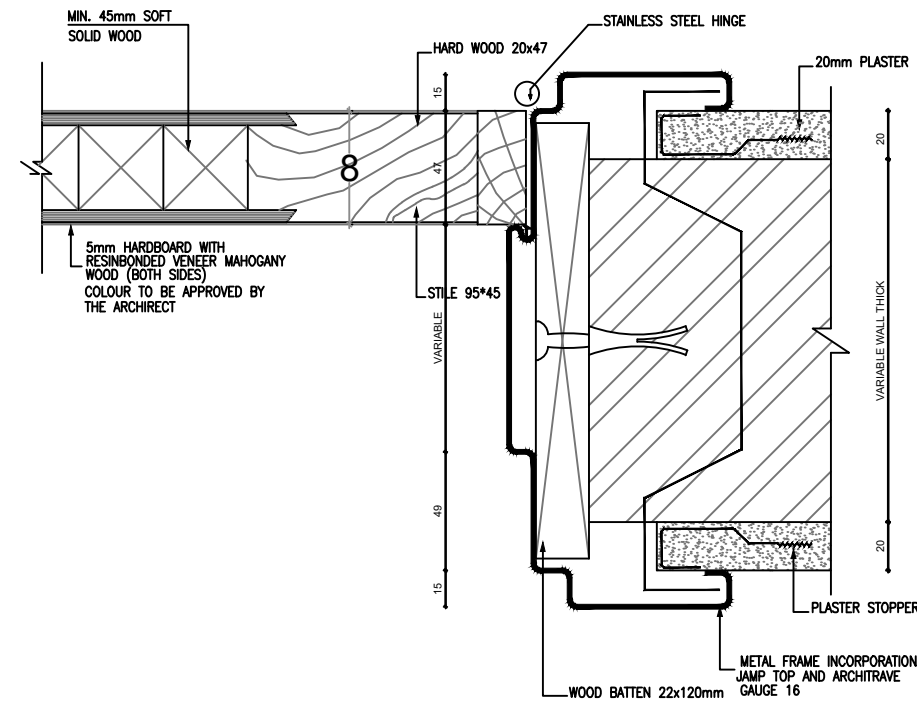 MIN. 45mm SOFT
SOLID WOOD
STAINLESS STEEL HINGE
HARD WOOD 20x47
20mm PLASTER
15
20
47
8
5mm HARDBOARD WITH
RESINBONDED VENEER MAHOGANY
WOOD (BOTH SIDES)
COLOUR TO BE APPROVED BY
THE ARCHIRECT
STILE 95*45
VARIABLE
VARIABLE WALL THICK
49
20
15
PLASTER STOPPER
METAL FRAME INCORPORATION
JAMP TOP AND ARCHITRAVE
GAUGE 16
WOOD BATTEN 22x120mm